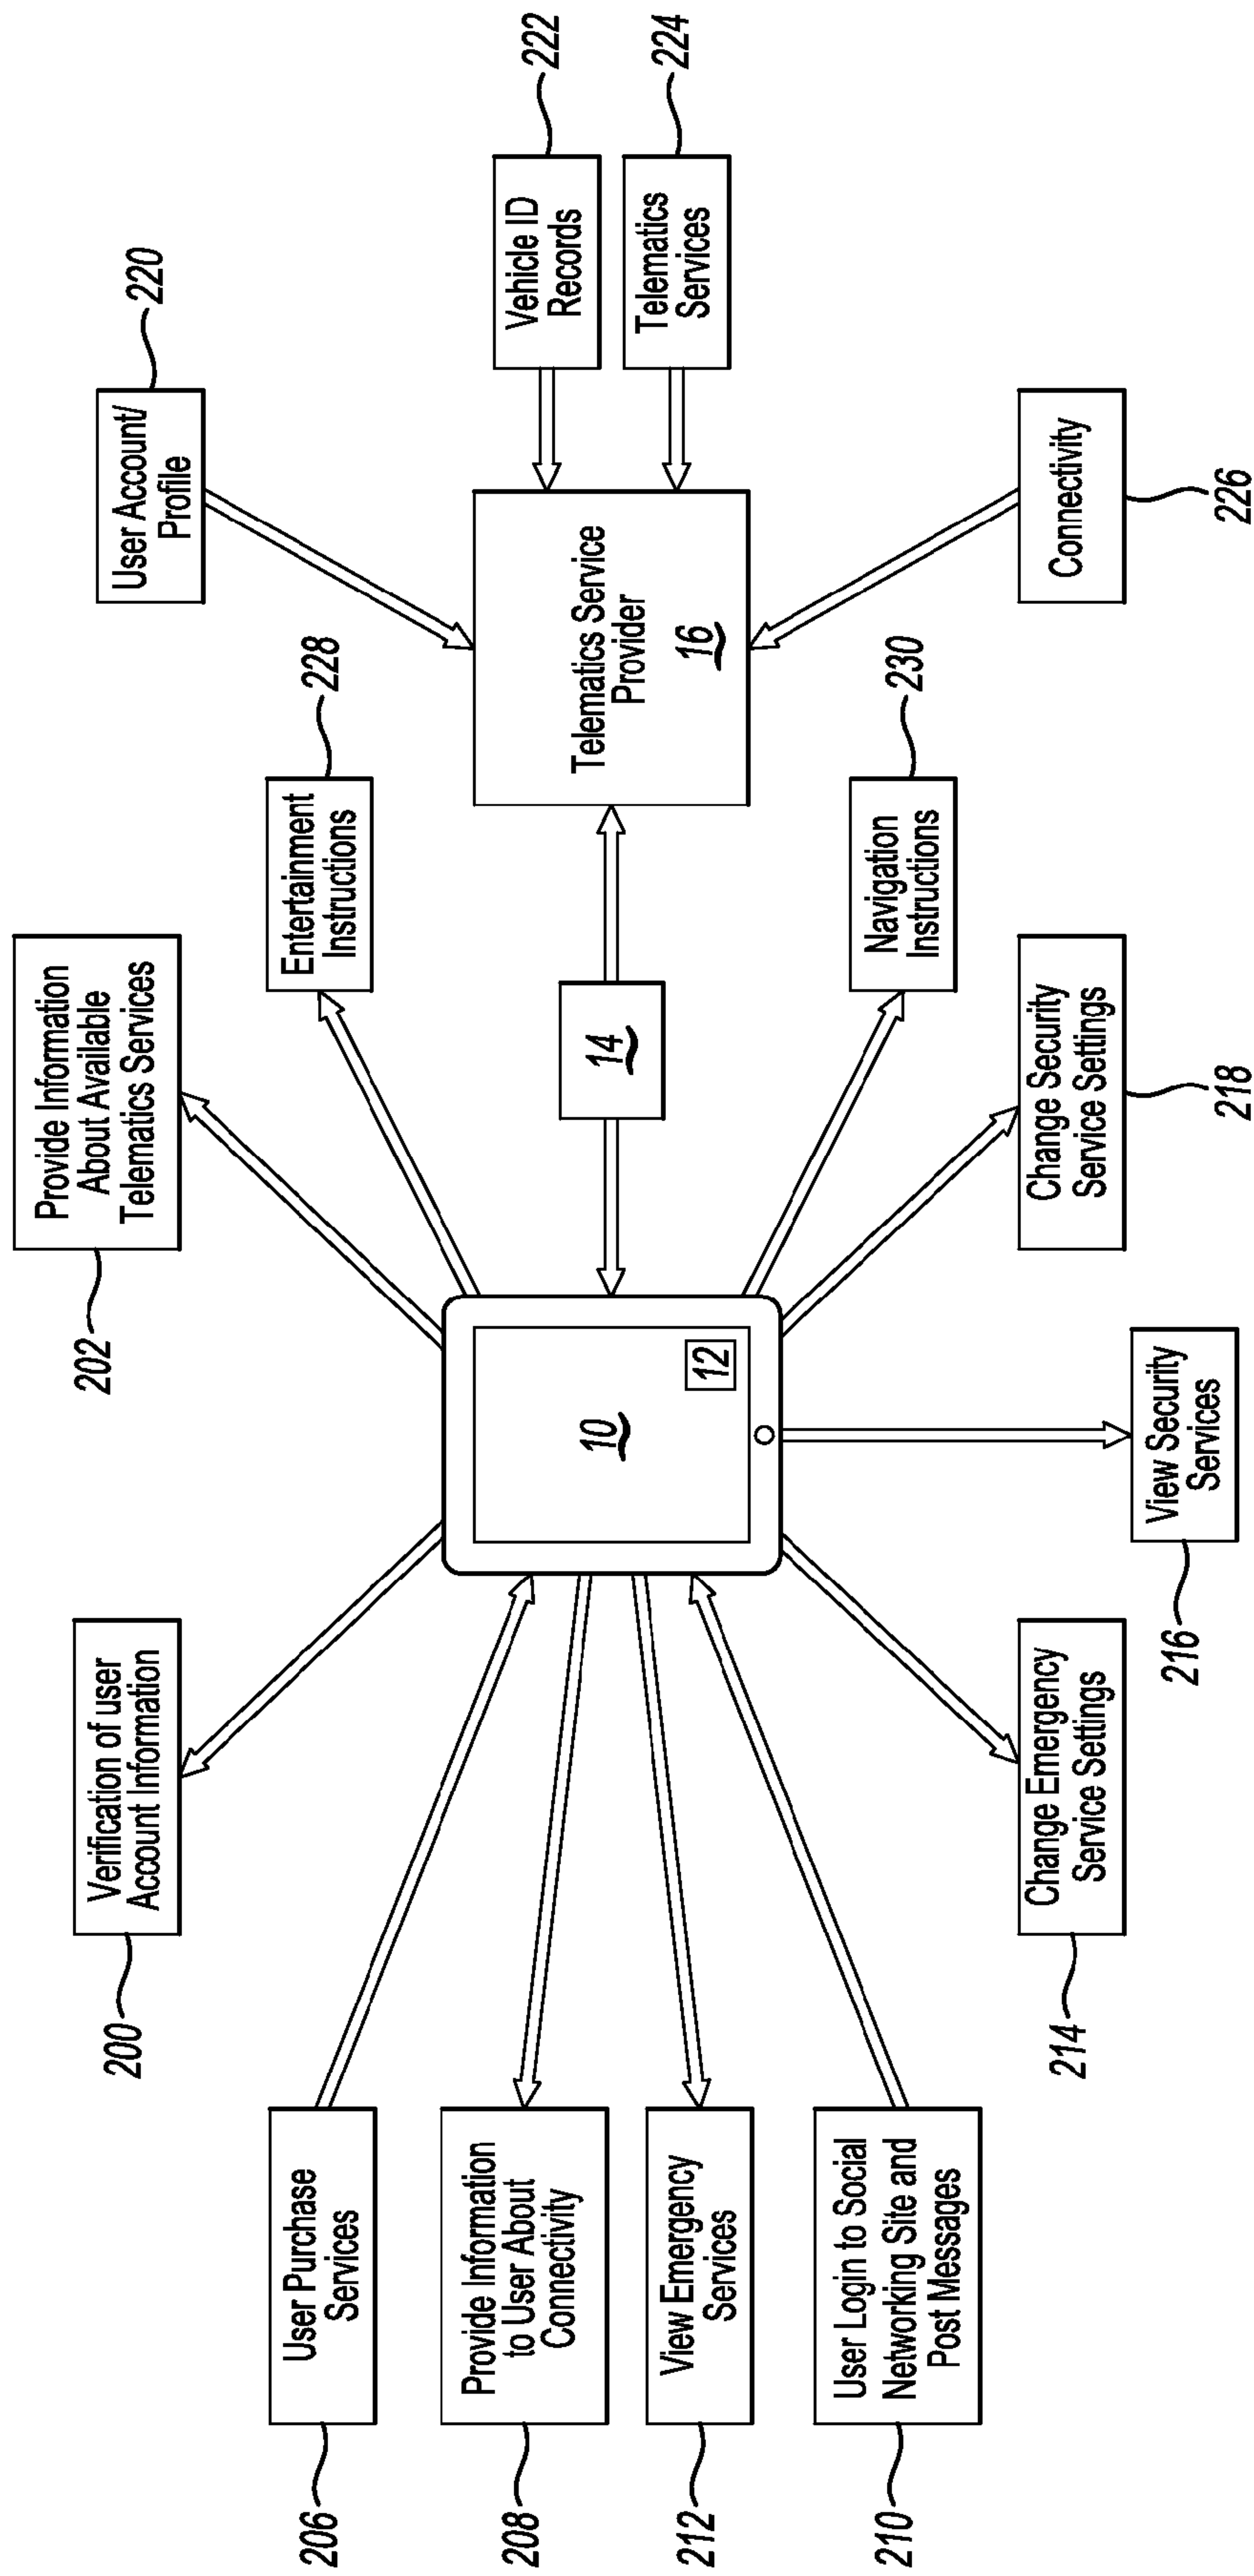 202
Provide Information
About Available
Telematics Services
200
Verification of user
Account Information
220
User Account/
Profile
228
Entertainment
Instructions
206
User Purchase
Services
222
Vehicle ID
Records
208
Provide Information
to User About
Connectivity
10
12
14
Telematics Service
Provider
16
224
Telematics
Services
212
View Emergency
Services
210
User Login to Social
Networking Site and
Post Messages
230
Navigation
Instructions
214
Change Emergency
Service Settings
216
View Security
Services
218
Change Security
Service Settings
226
Connectivity